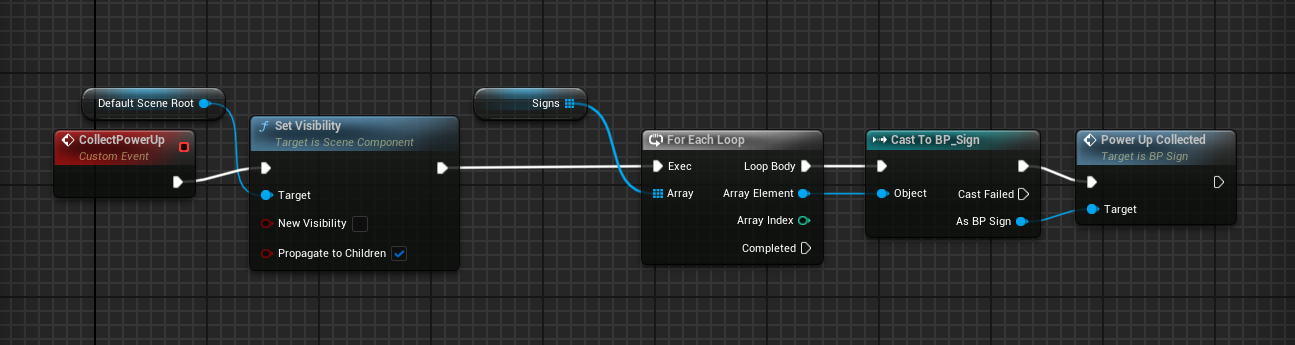 Default Scene Root
CollectPowerUp
Custom Event
f Set Visibility
Target is Scene Component
Target
New Visibility
Propagate to Children
Signs
For Each Loop
Exec Loop Body
Array Array Element
Array Index
Completed
Cast To BP_Sign
Cast Failed
Object
As BP Sign
Power Up Collected
Target is BP Sign
Target